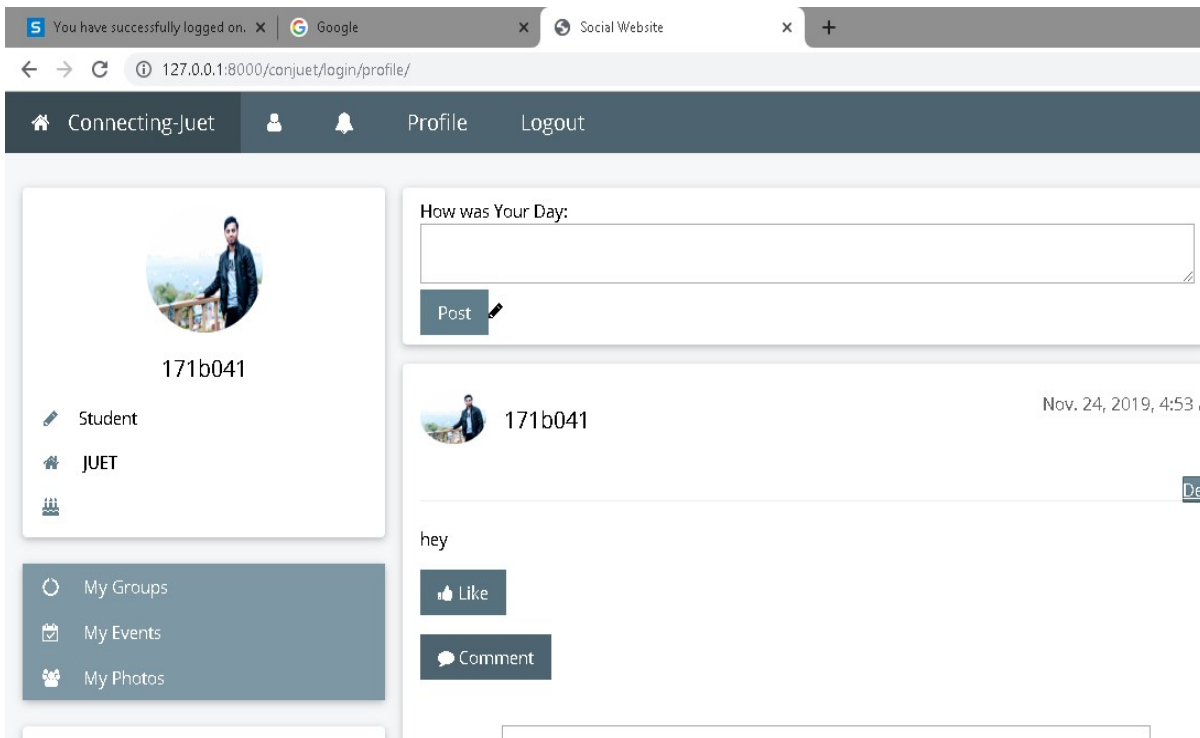 You have successfully logged on.
Google
Social Website
127.0.0.1:8000/conjuet/login/profile/
Connecting-Juet
Profile
Logout
171b041
Student
JUET
My Groups
My Events
My Photos
How was Your Day:
Post
171b041
Nov. 24, 2019, 4:53
hey
Like
Comment